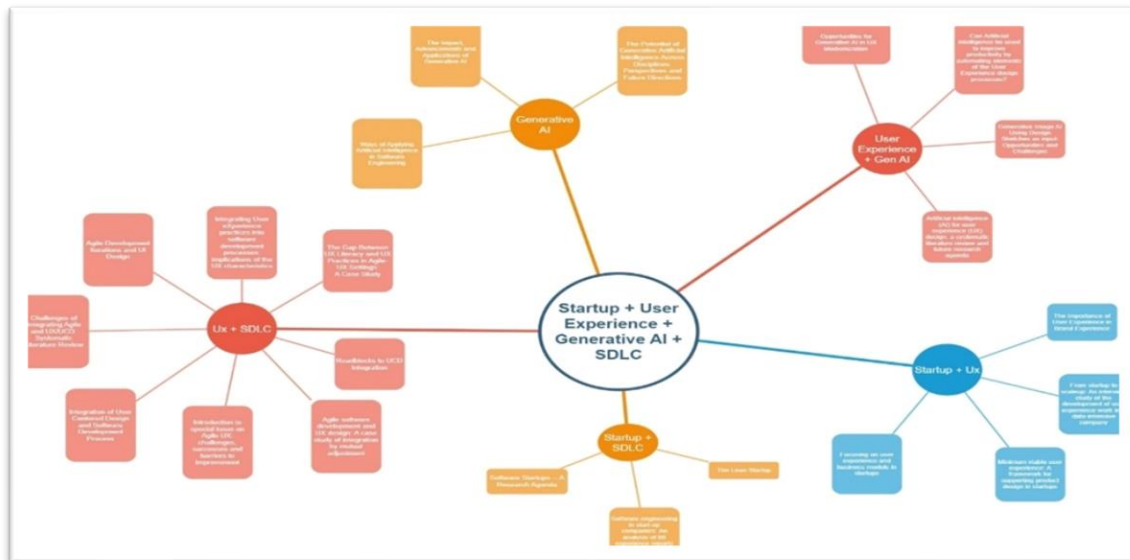 The Impact,
Advancements and
Applications of
Generative AI
The Potential of
Generative Artificial
Intelligence Across
Disciplines:
Perspectives and
Future Directions
Generative
AI
Ways of Applying
Artificial Intelligence
in Software
Engineering
Opportunities for
Generative AI in UX
Modernization
Can Artificial
intelligence be used
to improve
productivity by
automating elements
of the User
Experience design
processes?
User
Experience
+ Gen AI
Generative Image AI
Using Design
Sketches as input:
Opportunities and
Challenges
Artificial intelligence
(AI) for user
experience (UX)
design: a systematic
literature review and
future research
agenda
Agile Development
Iterations and UI
Design
Integrating User
experience
practices into
software
development
processes:
implications of the
UX characteristics
The Gap Between
UX Literacy and UX
Practices in Agile-
UX Settings:
A Case Study
Challenges of
Integrating Agile
and UX/UCD
Systematic
Literature Review
Ux + SDLC
Roadblocks to UCD
Integration
Integration of User
Centered Design
and Software
Development
Process
Introduction to
special issue on
Agile UX:
challenges,
successes and
barriers to
Improvement
Agile software
development and
UX design: A case
study of integration
by mutual
adjustment
Startup + User
Experience +
Generative AI +
SDLC
Startup +
SDLC
Software Startups – A
Research Agenda
The Lean Startup
Software engineering
in start-up
companies: An
analysis of 88
experience reports
Startup + Ux
The importance of
User Experience in
Brand Experience
From startup to
scaleup: An
study of the
development of user
experience work in a
data-intensive
company
Focusing on user
experience and
business models in
startups
Minimum viable user
experience: A
framework for
supporting product
design in startups